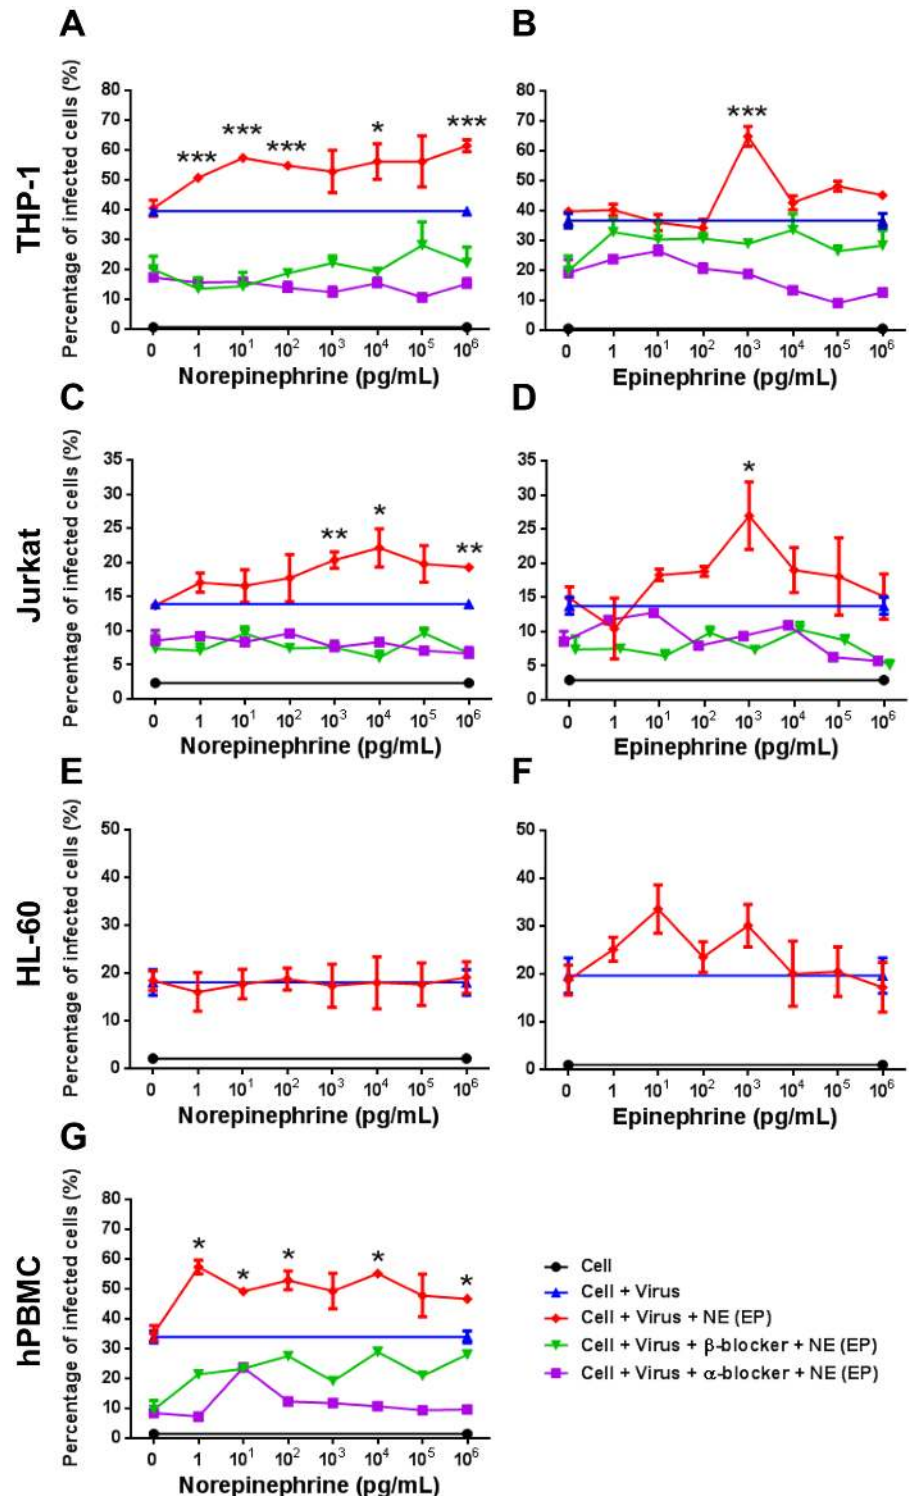 A
THP-1
Percentage of infected cells (%)
80
70
60
50
40
30
20
10
0
***
***
***
*
***
0 1 10¹ 10² 10³ 10⁴ 10⁵ 10⁶
Norepinephrine (pg/mL)
B
80
70
60
50
40
30
20
10
0
***
0 1 10¹ 10² 10³ 10⁴ 10⁵ 10⁶
Epinephrine (pg/mL)
C
Jurkat
Percentage of infected cells (%)
35
30
25
20
15
10
5
0
**
*
**
0 1 10¹ 10² 10³ 10⁴ 10⁵ 10⁶
Norepinephrine (pg/mL)
D
35
30
25
20
15
10
5
0
*
0 1 10¹ 10² 10³ 10⁴ 10⁵ 10⁶
Epinephrine (pg/mL)
E
HL-60
Percentage of infected cells (%)
50
40
30
20
10
0
0 1 10¹ 10² 10³ 10⁴ 10⁵ 10⁶
Norepinephrine (pg/mL)
F
50
40
30
20
10
0
0 1 10¹ 10² 10³ 10⁴ 10⁵ 10⁶
Epinephrine (pg/mL)
G
hPBMC
Percentage of infected cells (%)
80
70
60
50
40
30
20
10
0
*
*
*
*
*
0 1 10¹ 10² 10³ 10⁴ 10⁵ 10⁶
Norepinephrine (pg/mL)
Cell
Cell + Virus
Cell + Virus + NE (EP)
Cell + Virus + β-blocker + NE (EP)
Cell + Virus + α-blocker + NE (EP)